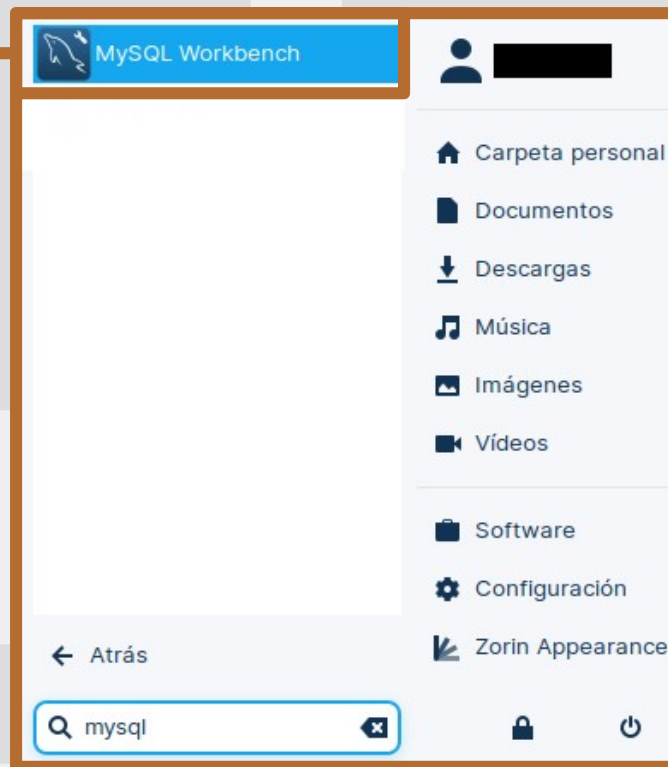 MySQL Workbench
Carpeta personal
Documentos
Descargas
Música
Imágenes
Vídeos
Software
Configuración
Zorin Appearance
Atrás
mysql